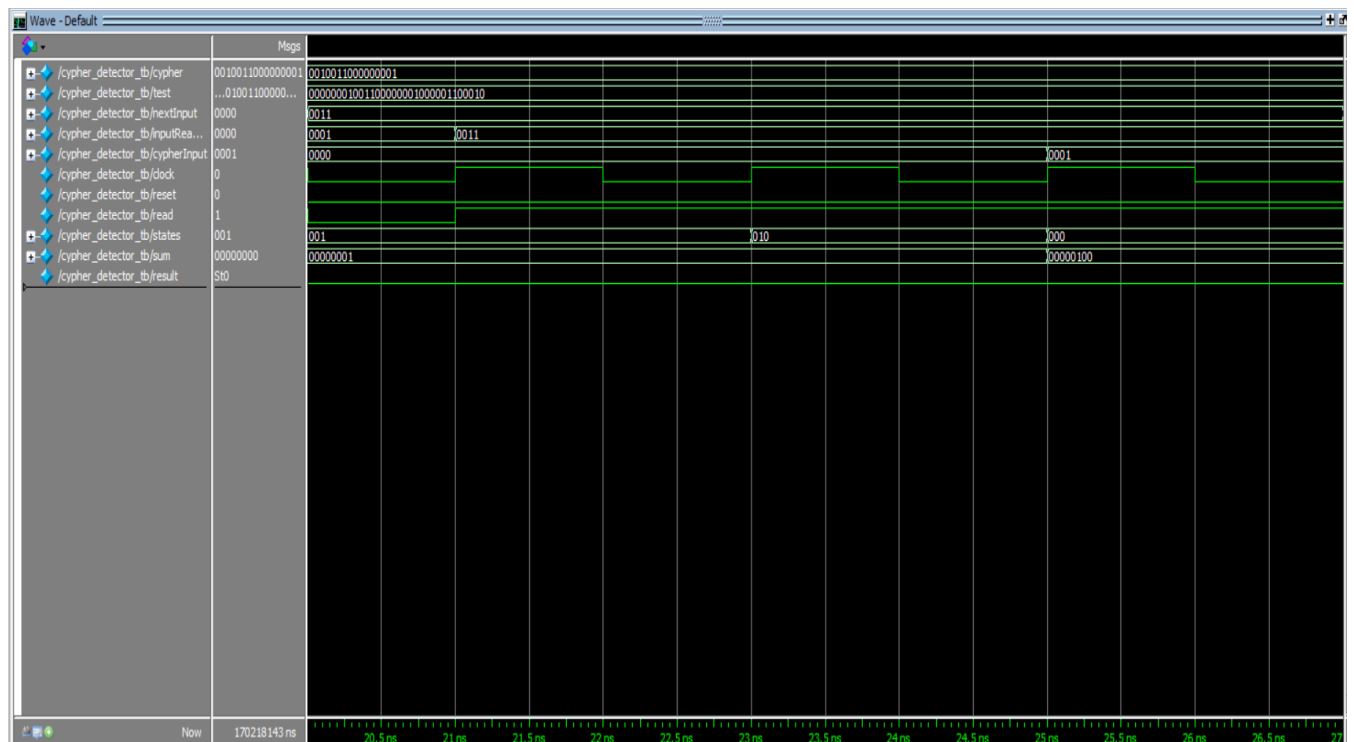 Wave - Default
Msgs
/cypher_detector_tb/cypher 0010011000000001 0010011000000001
/cypher_detector_tb/test ...01001100000... 00000001001100000001000001100010
/cypher_detector_tb/nextInput 0000 0011
/cypher_detector_tb/inputRea... 0000 0001 0011
/cypher_detector_tb/cypherInput 0001 0000 0001
/cypher_detector_tb/clock 0
/cypher_detector_tb/reset 0
/cypher_detector_tb/read 1
/cypher_detector_tb/states 001 001 010 000
/cypher_detector_tb/sum 00000000 00000001 00000100
/cypher_detector_tb/result St0
Now 170218143 ns 20.5 ns 21 ns 21.5 ns 22 ns 22.5 ns 23 ns 23.5 ns 24 ns 24.5 ns 25 ns 25.5 ns 26 ns 26.5 ns 27